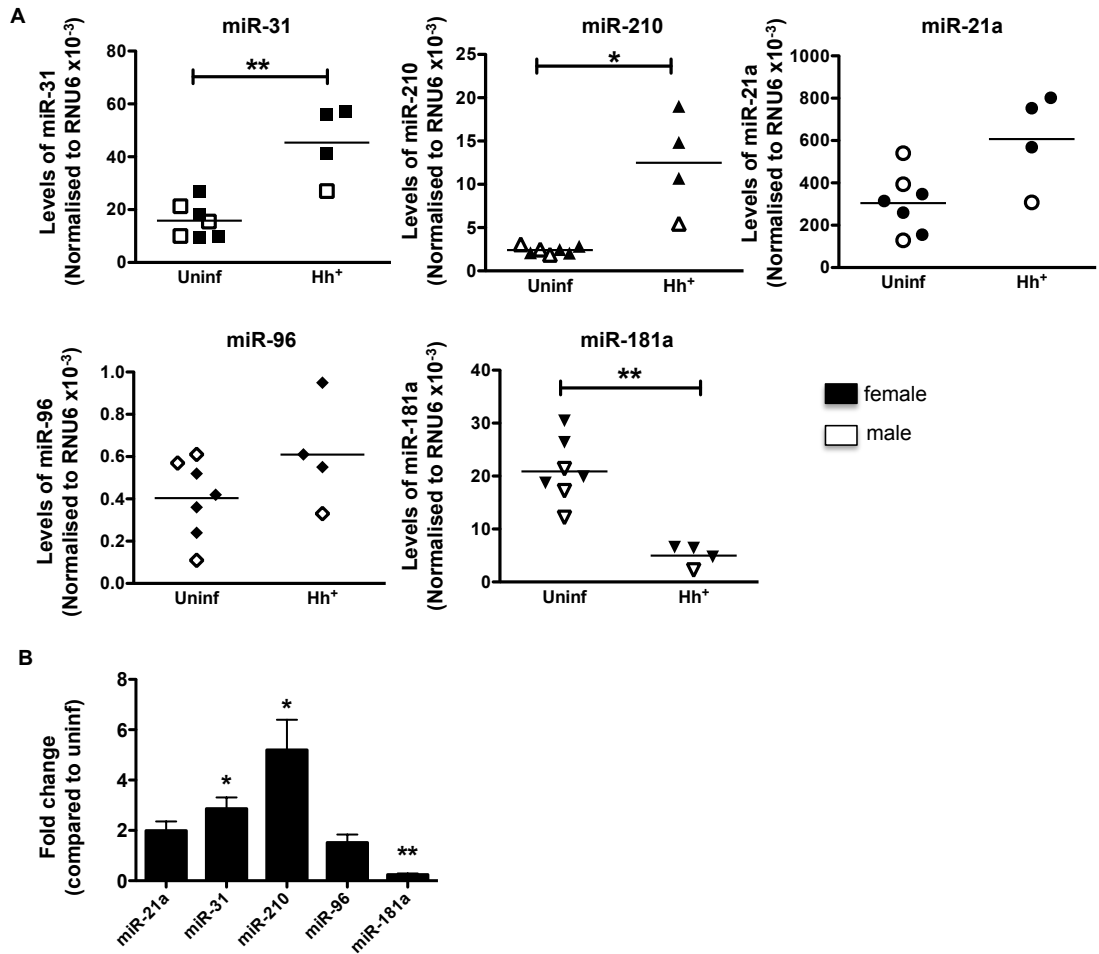 A
miR-31
Levels of miR-31
(Normalised to RNU6 x10-3)
80
60
40
20
0
**
Uninf
Hh+
miR-210
Levels of miR-210
(Normalised to RNU6 x10-3)
25
20
15
10
5
0
*
Uninf
Hh+
miR-21a
Levels of miR-21a
(Normalised to RNU6 x10-3)
1000
800
600
400
200
0
Uninf
Hh+
miR-96
Levels of miR-96
(Normalised to RNU6 x10-3)
1.0
0.8
0.6
0.4
0.2
0.0
Uninf
Hh+
miR-181a
Levels of miR-181a
(Normalised to RNU6 x10-3)
40
30
20
10
0
**
Uninf
Hh+
female
male
B
Fold change
(compared to uninf)
8
6
4
2
0
*
*
**
miR-21a
miR-31
miR-210
miR-96
miR-181a